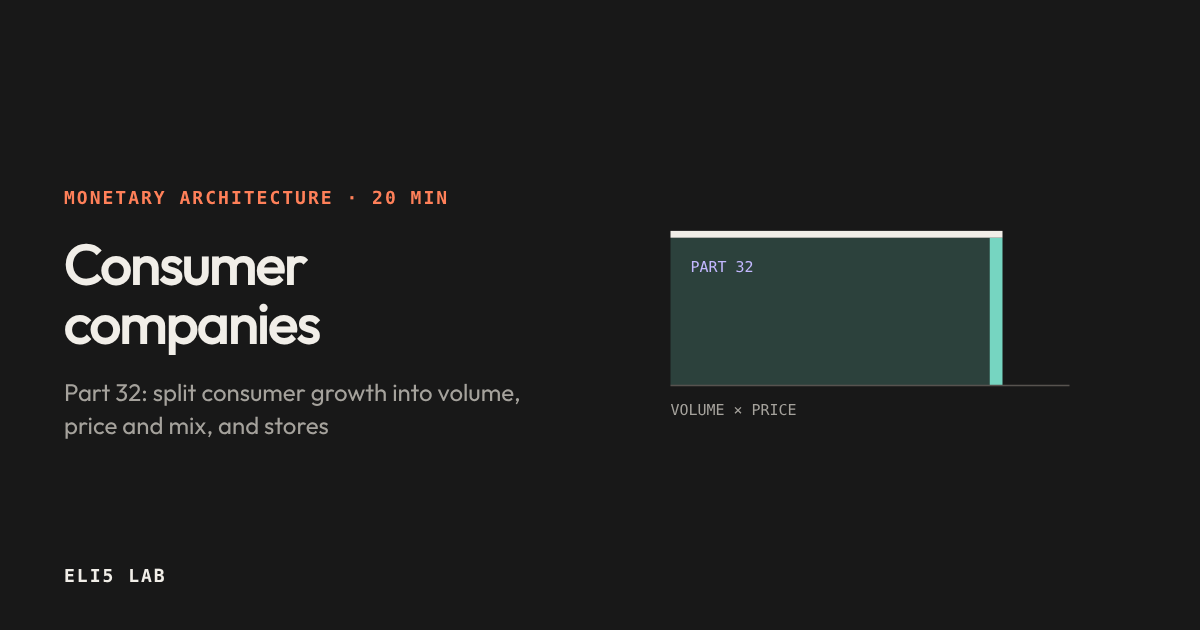 MONETARY ARCHITECTURE · 20 MIN
Consumer
companies
Part 32: split consumer growth into volume,
price and mix, and stores
PART 32
VOLUME × PRICE
ELI5 LAB